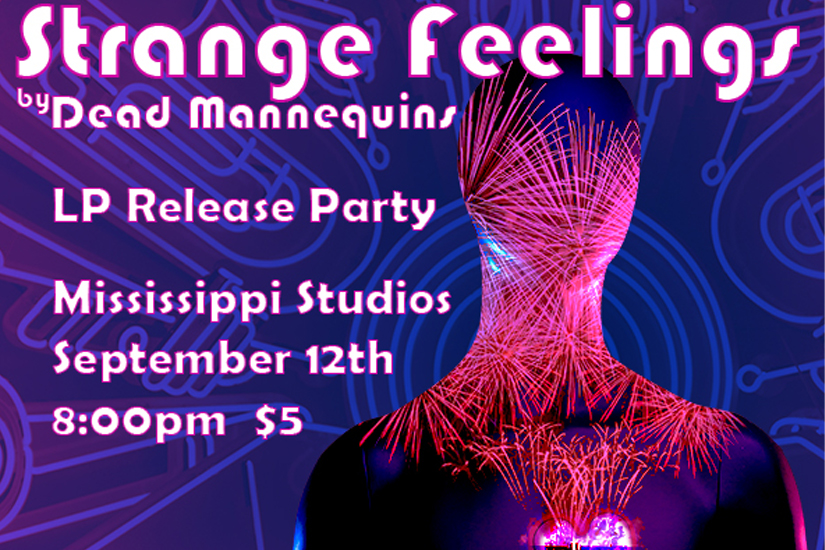 Strange Feelings
by Dead Mannequins
LP Release Party
Mississippi Studios
September 12th
8:00pm $5